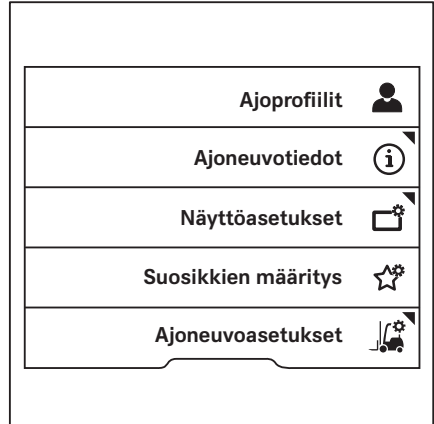 Ajoprofiilit
Ajoneuvotiedot
Näyttöasetukset
Suosikkien määritys
Ajoneuvoasetukset